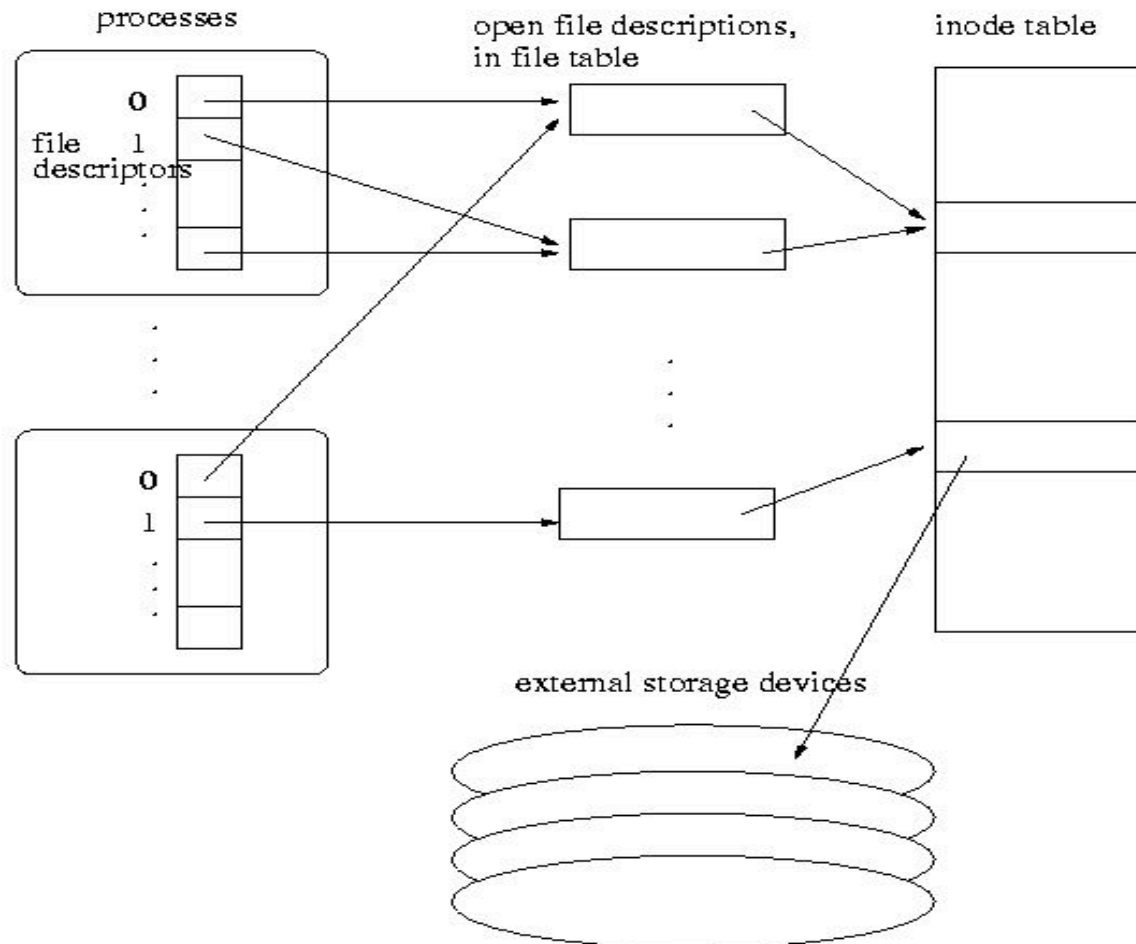 processes
open file descriptions,
in file table
inode table
0
1
file
descriptors
0
1
external storage devices